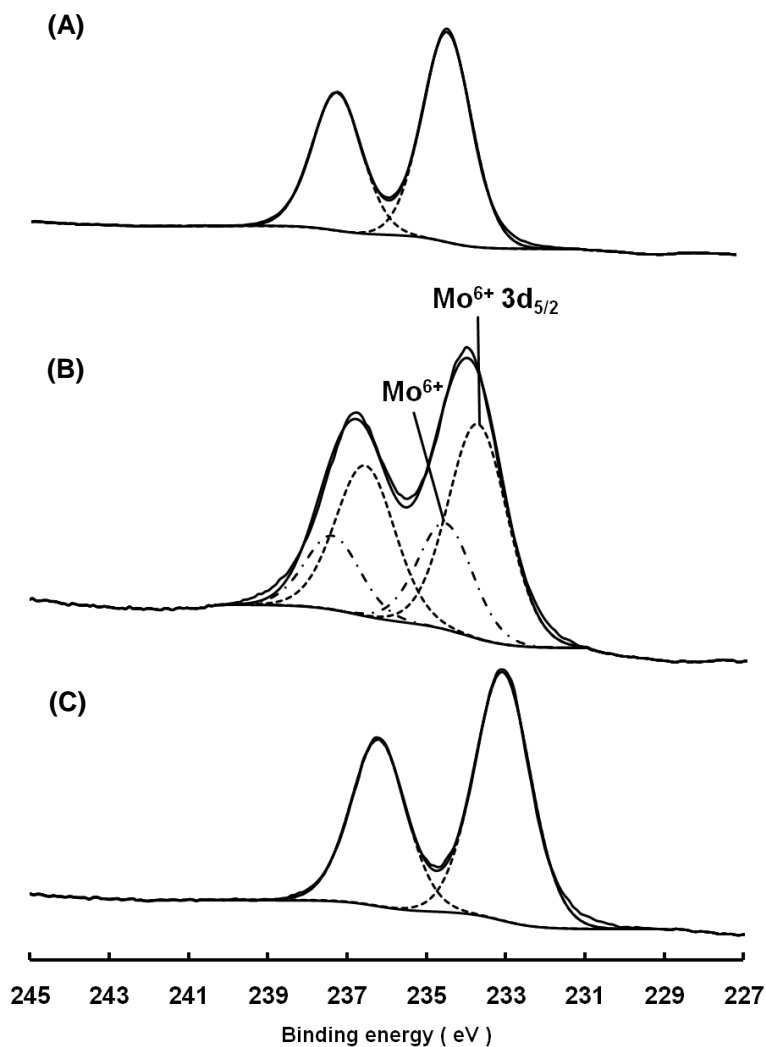 (A)
Mo⁶⁺ 3d₅/₂
(B)
Mo⁶⁺
(C)
245 243 241 239 237 235 233 231 229 227
Binding energy ( eV )